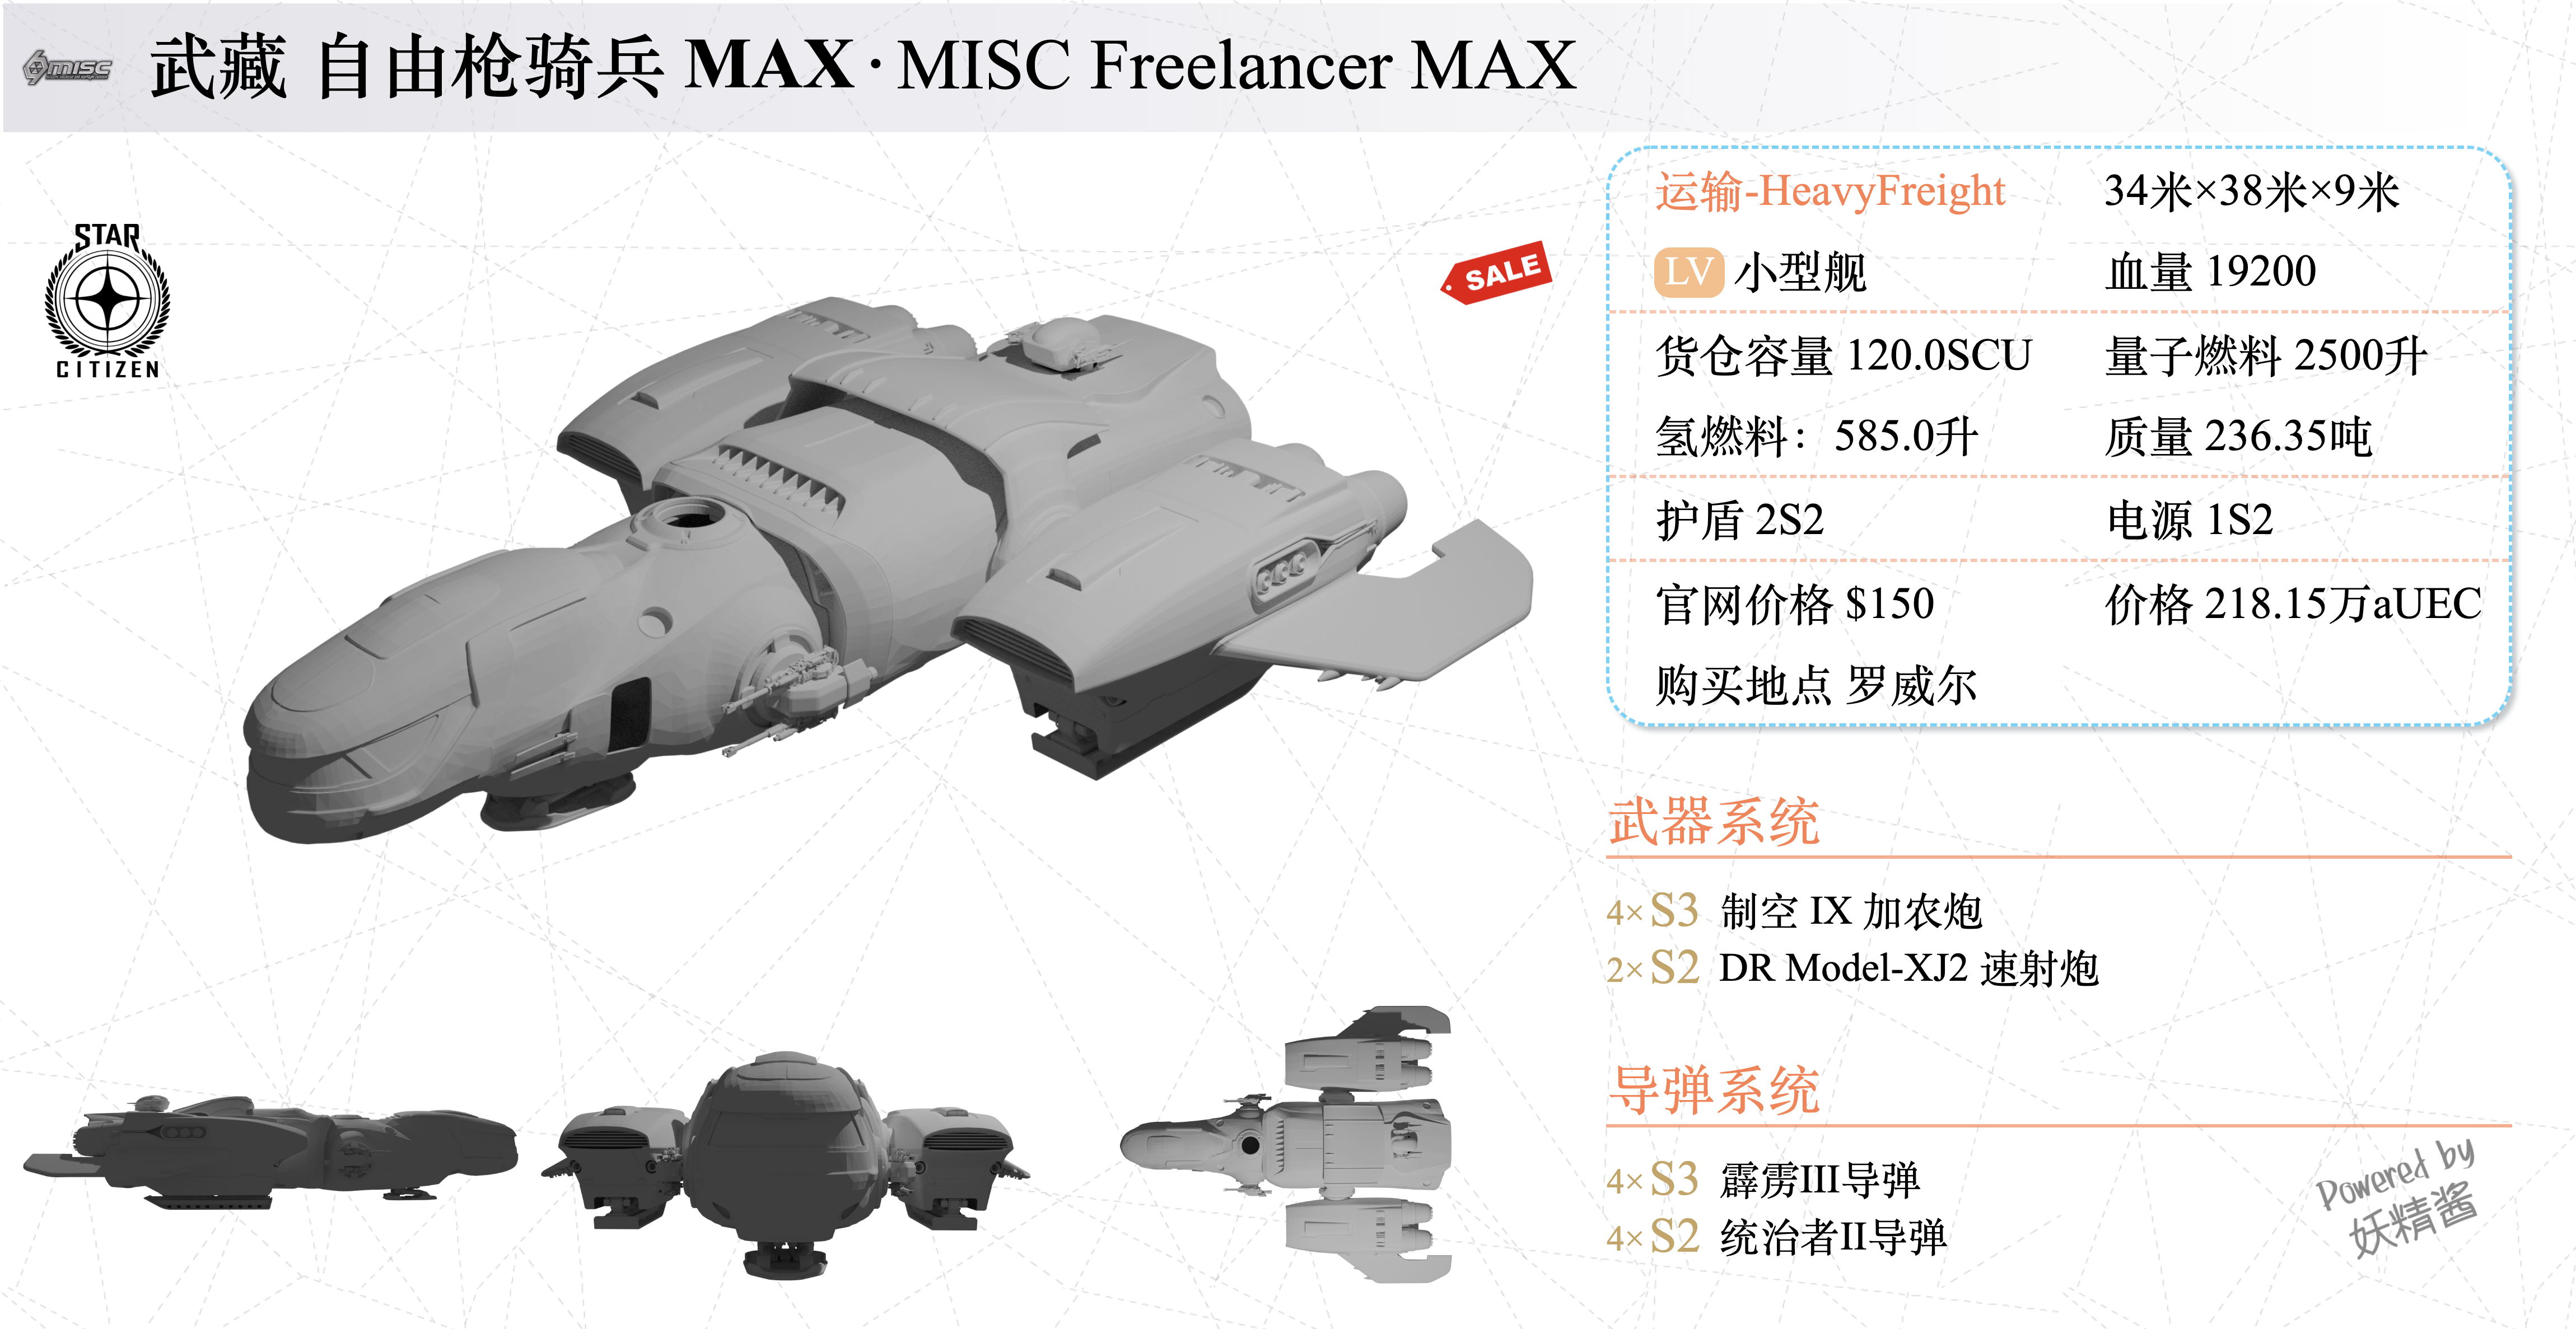 MISC 武藏 自由枪骑兵 MAX · MISC Freelancer MAX
STAR
CITIZEN
SALE
运输-HeavyFreight 34米×38米×9米
LV 小型舰 血量 19200
货仓容量 120.0SCU 量子燃料 2500升
氢燃料：585.0升 质量 236.35吨
护盾 2S2 电源 1S2
官网价格 $150 价格 218.15万aUEC
购买地点 罗威尔
武器系统
4× S3 制空 IX 加农炮
2× S2 DR Model-XJ2 速射炮
导弹系统
4× S3 霹雳III导弹
4× S2 统治者II导弹
Powered by
妖精酱